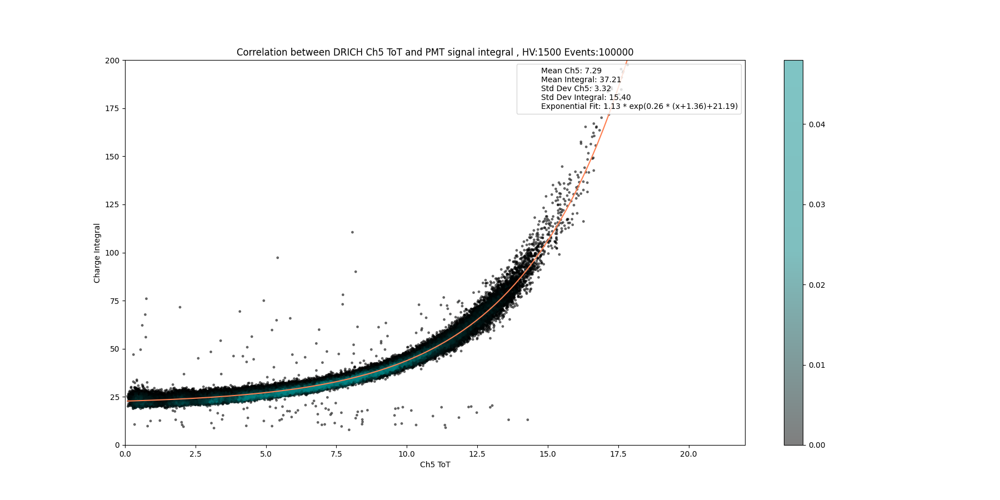 Correlation between DRICH Ch5 ToT and PMT signal integral , HV:1500 Events:100000
Mean Ch5: 7.29
Mean Integral: 37.21
Std Dev Ch5: 3.32
Std Dev Integral: 15.40
Exponential Fit: 1.13 * exp(0.26 * (x+1.36)+21.19)
200
175
150
125
100
75
50
25
0
Charge Integral
0.0
2.5
5.0
7.5
10.0
12.5
15.0
17.5
20.0
Ch5 ToT
0.04
0.03
0.02
0.01
0.00